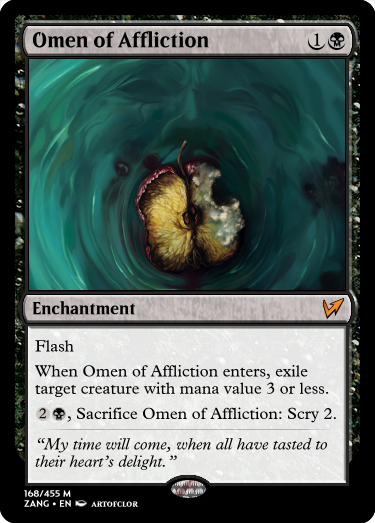 Omen of Affliction 1
Enchantment
Flash
When Omen of Affliction enters, exile
target creature with mana value 3 or less.
2 , Sacrifice Omen of Affliction: Scry 2.
“My time will come, when all have tasted to
their heart’s delight.”
168/455 M
ZANG • EN ARTOFCLOR